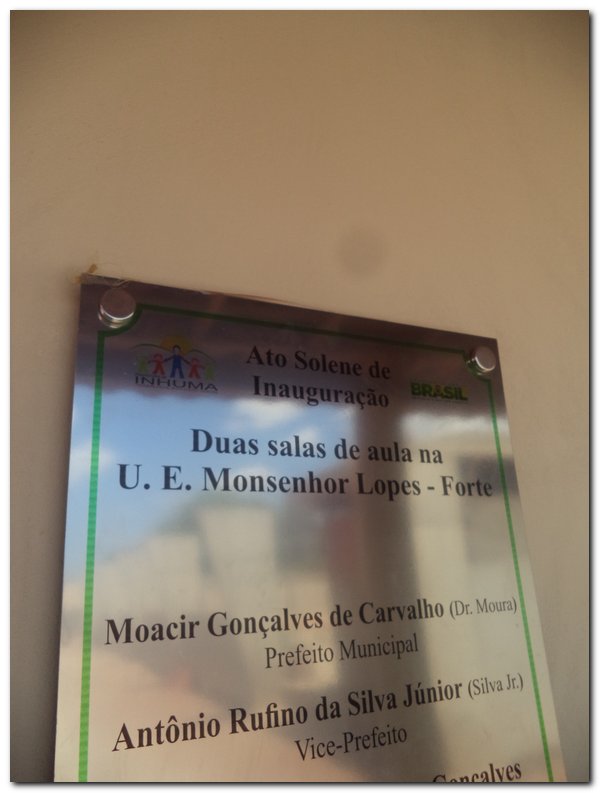 INHUMA
Ato Solene de
Inauguração
BRASIL
Duas salas de aula na
U. E. Monsenhor Lopes - Forte
Moacir Gonçalves de Carvalho (Dr. Moura)
Prefeito Municipal
Antônio Rufino da Silva Júnior (Silva Jr.)
Vice-Prefeito
Gonçalves